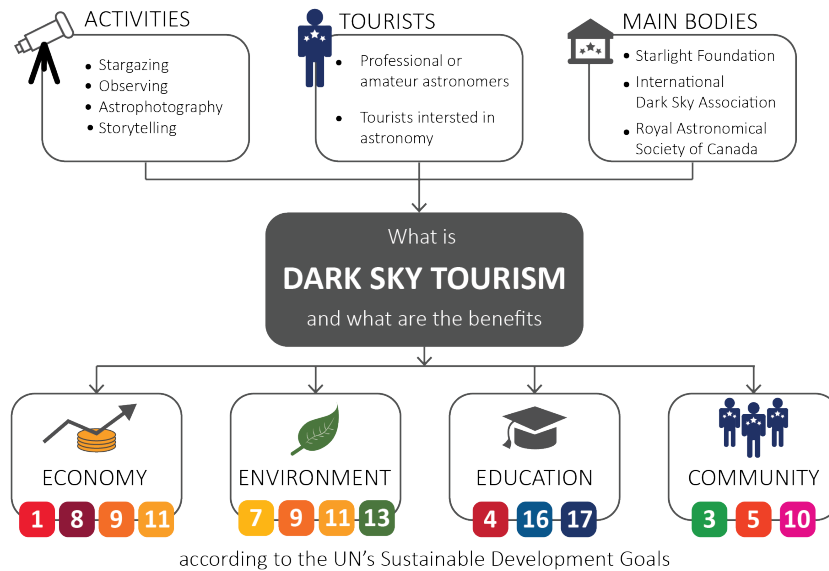 ACTIVITIES
• Stargazing
• Observing
• Astrophotography
• Storytelling
TOURISTS
• Professional or
amateur astronomers
• Tourists intersted in
astronomy
MAIN BODIES
• Starlight Foundation
• International
Dark Sky Association
• Royal Astronomical
Society of Canada
What is
DARK SKY TOURISM
and what are the benefits
ECONOMY
1 8 9 11
ENVIRONMENT
7 9 11 13
EDUCATION
4 16 17
COMMUNITY
3 5 10
according to the UN's Sustainable Development Goals